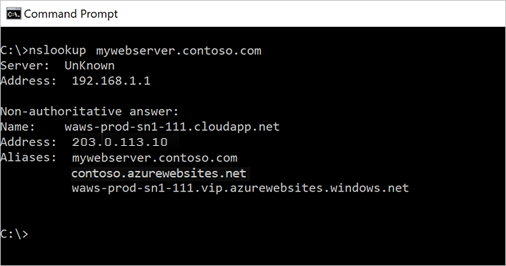 Command Prompt
C:\>nslookup mywebserver.contoso.com
Server: UnKnown
Address: 192.168.1.1
Non-authoritative answer:
Name: waws-prod-sn1-111.cloudapp.net
Address: 203.0.113.10
Aliases: mywebserver.contoso.com
contoso.azurewebsites.net
waws-prod-sn1-111.vip.azurewebsites.windows.net
C:\>